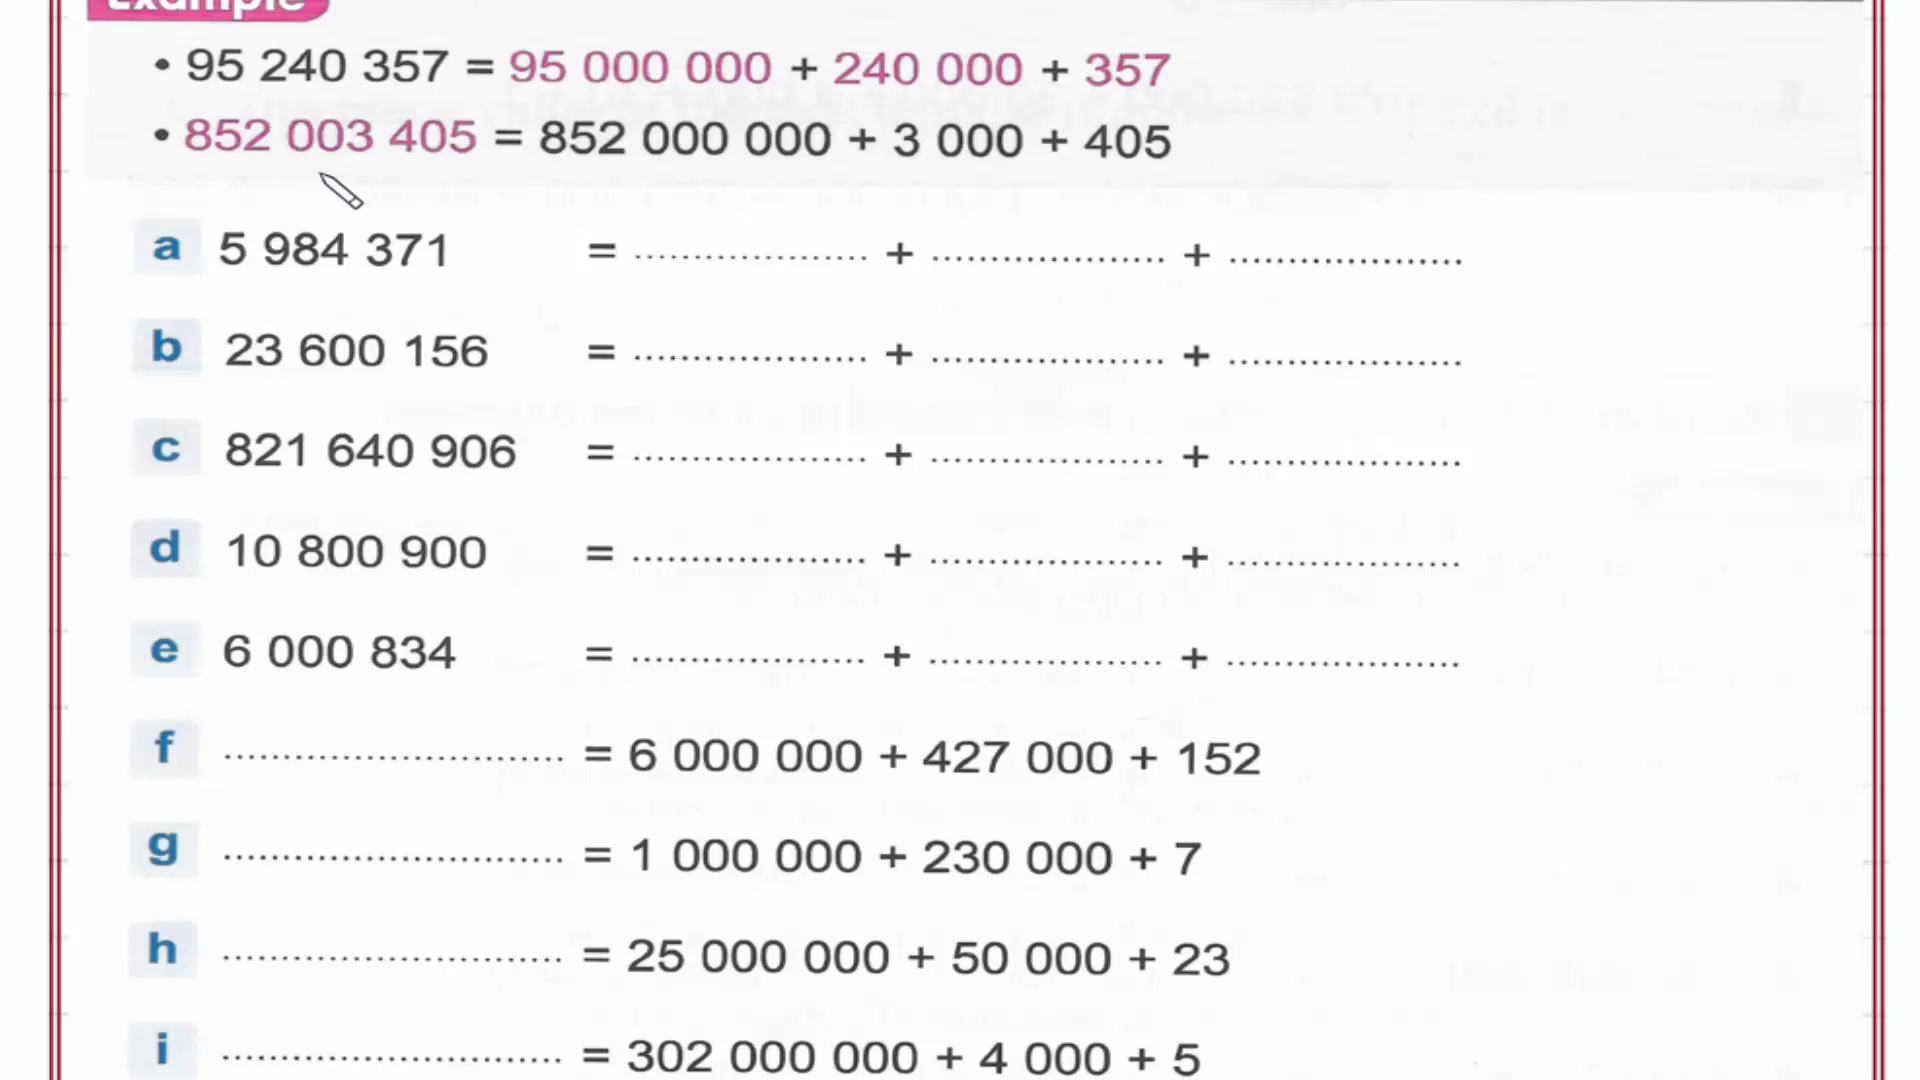 Example
• 95 240 357 = 95 000 000 + 240 000 + 357
• 852 003 405 = 852 000 000 + 3 000 + 405
a 5 984 371 = .................... + .................... + ....................
b 23 600 156 = .................... + .................... + ....................
c 821 640 906 = .................... + .................... + ....................
d 10 800 900 = .................... + .................... + ....................
e 6 000 834 = .................... + .................... + ....................
f .............................. = 6 000 000 + 427 000 + 152
g .............................. = 1 000 000 + 230 000 + 7
h .............................. = 25 000 000 + 50 000 + 23
i .............................. = 302 000 000 + 4 000 + 5